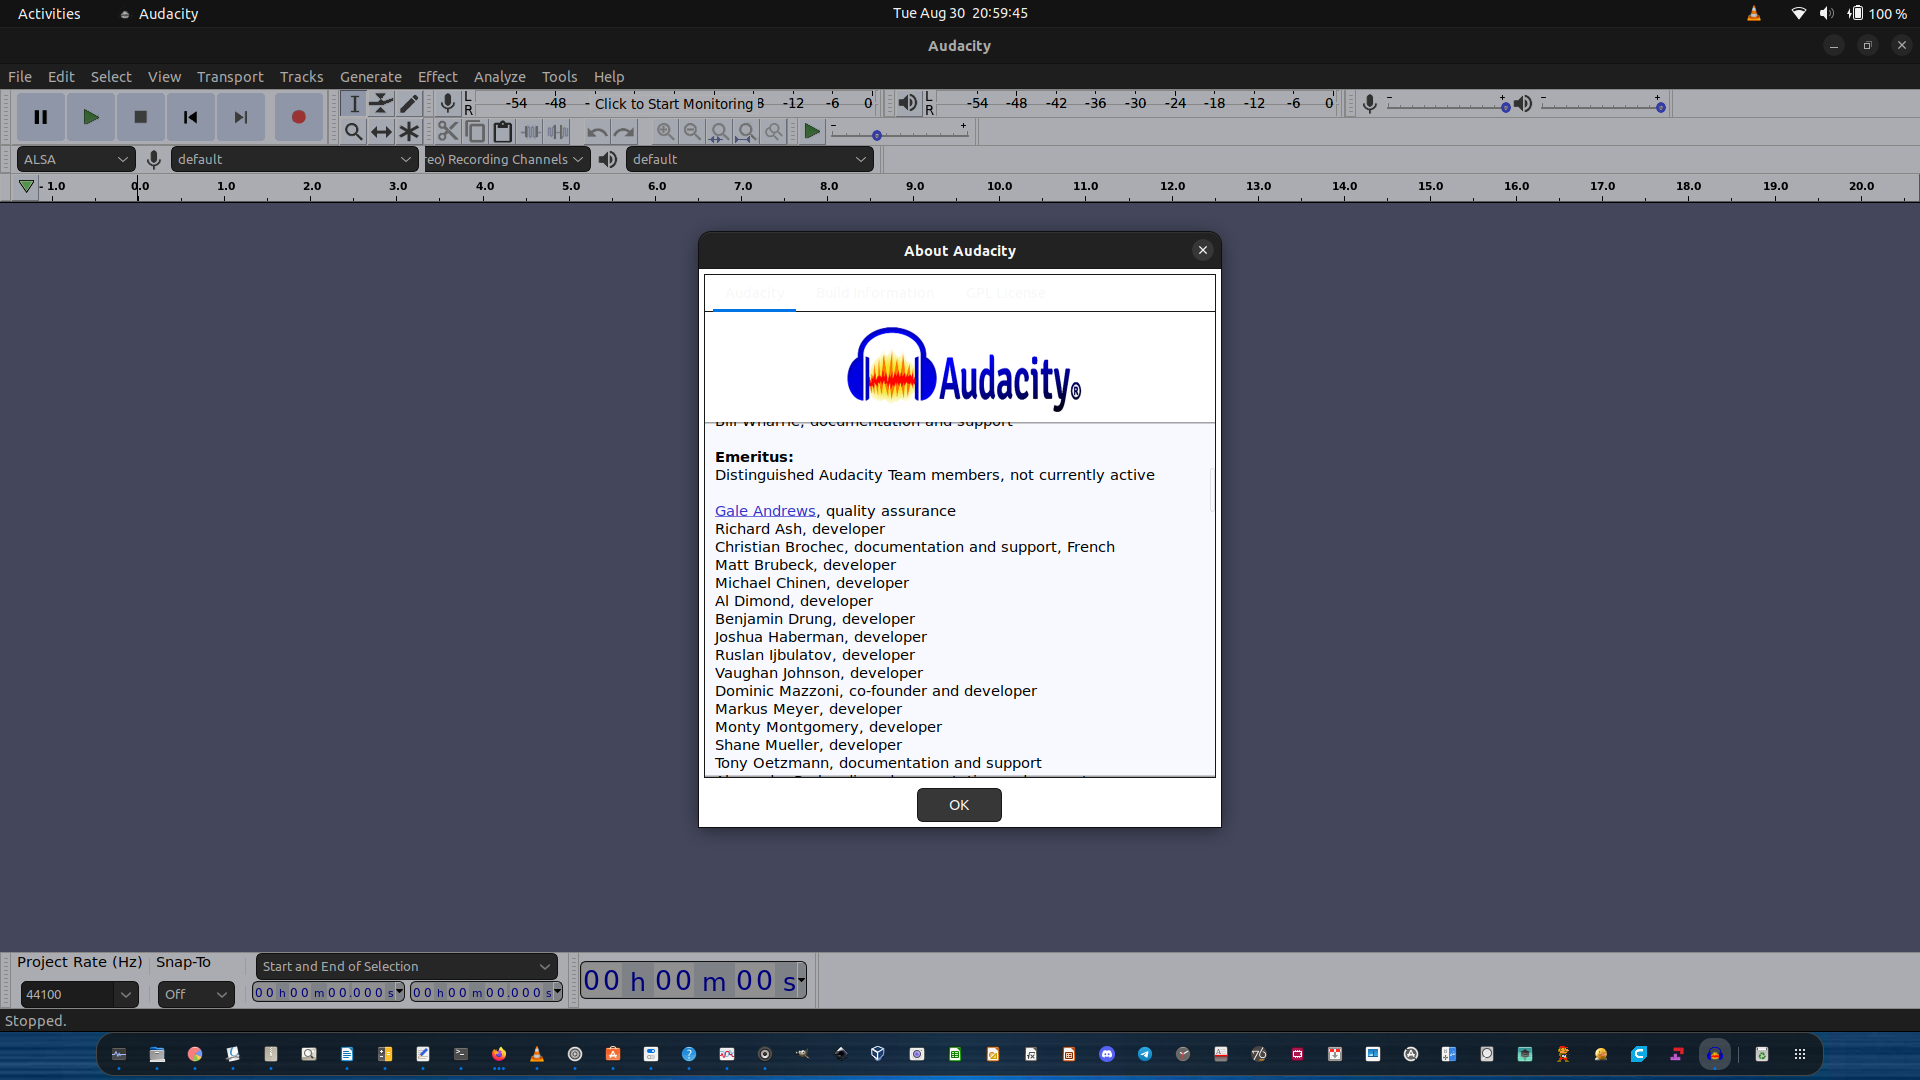 Activities Audacity Tue Aug 30 20:59:45 100 %
Audacity
File Edit Select View Transport Tracks Generate Effect Analyze Tools Help
L R -54 -48 - Click to Start Monitoring 8 -12 -6 0 L R -54 -48 -42 -36 -30 -24 -18 -12 -6 0 - + - +
- +
ALSA default reo) Recording Channels default
- 1.0 0.0 1.0 2.0 3.0 4.0 5.0 6.0 7.0 8.0 9.0 10.0 11.0 12.0 13.0 14.0 15.0 16.0 17.0 18.0 19.0 20.0
About Audacity
Audacity Build Information GPL License
Audacity®
Bill Wharrie, documentation and support
Emeritus:
Distinguished Audacity Team members, not currently active
Gale Andrews, quality assurance
Richard Ash, developer
Christian Brochec, documentation and support, French
Matt Brubeck, developer
Michael Chinen, developer
Al Dimond, developer
Benjamin Drung, developer
Joshua Haberman, developer
Ruslan Ijbulatov, developer
Vaughan Johnson, developer
Dominic Mazzoni, co-founder and developer
Markus Meyer, developer
Monty Montgomery, developer
Shane Mueller, developer
Tony Oetzmann, documentation and support
OK
Project Rate (Hz) Snap-To Start and End of Selection
44100 Off 00 h 00 m 00.000 s 00 h 00 m 00.000 s 00 h 00 m 00 s
Stopped.